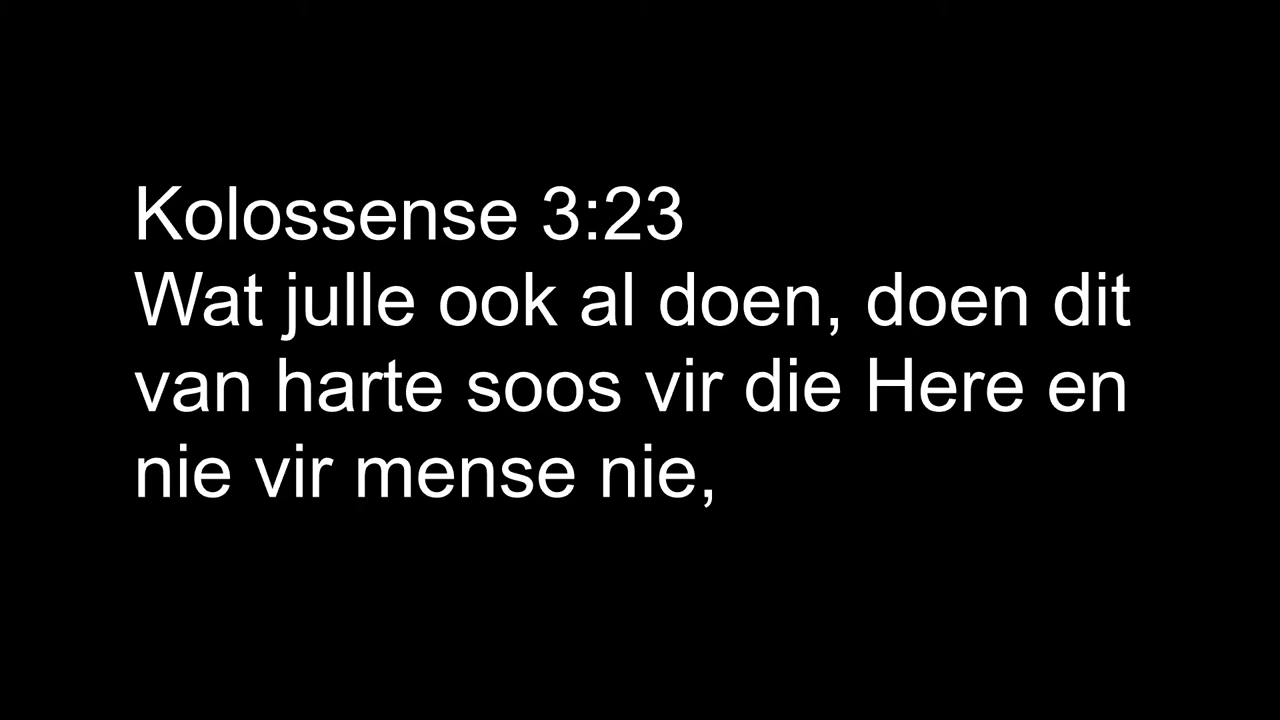 Kolossense 3:23
Wat julle ook al doen, doen dit
van harte soos vir die Here en
nie vir mense nie,